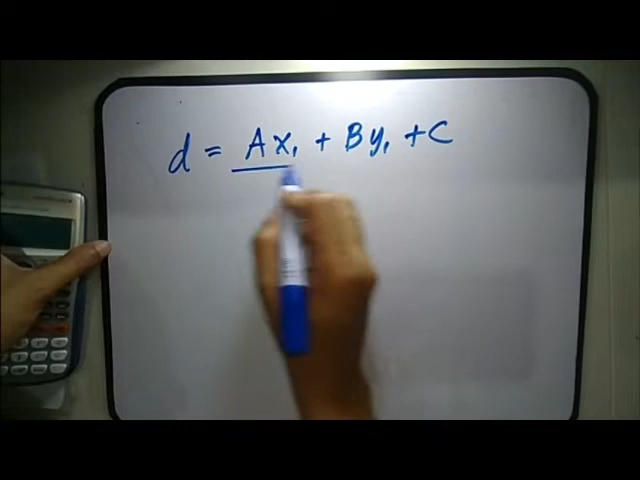 d = Ax₁ + By₁ + C